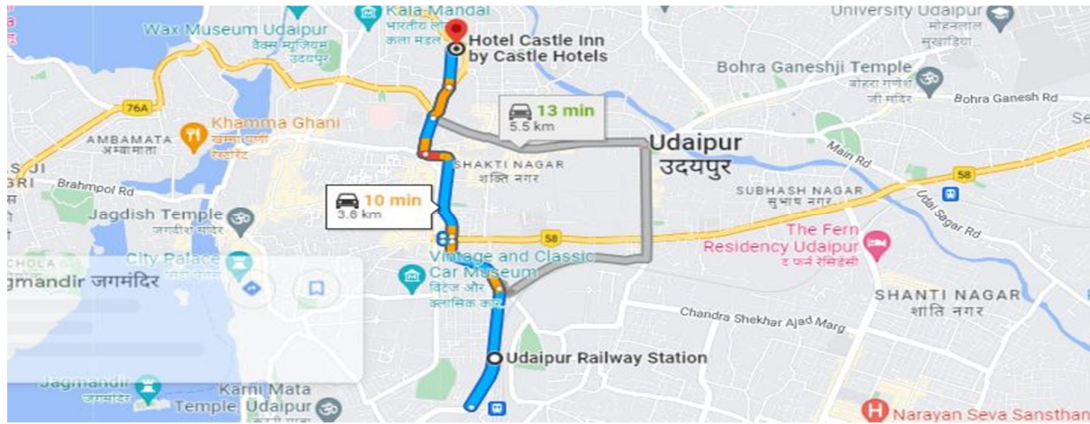 Kala-Mandal
भारतीय लोक
कला मंडल
Wax Museum Udaipur
वैक्स म्यूज़ियम
उदयपुर
Hotel Castle Inn
by Castle Hotels
University Udaipur
मोहनलाल
सुखाडिया
Bohra Ganeshji Temple
बोहरा गणेश
जी मंदिर
Bohra Ganesh Rd
76A
AMBAMATA
अम्बामाता
Khamma Ghani
खम्मा घणी
रेस्टोरेंट
13 min
5.5 km
Udaipur
उदयपुर
Main Rd
SHAKTI NAGAR
शक्ति नगर
Brahmpol Rd
10 min
3.8 km
58
SUBHASH NAGAR
सुभाष नगर
Udai Sagar Rd
Jagdish Temple
जगदीश मंदिर
58
The Fern
Residency Udaipur
द फर्न रेसिडेंसी
City Palace
Vintage and Classic
Car Museum
विंटेज और
क्लासिक कार
gmandir जगमंदिर
SHANTI NAGAR
शांति नगर
Chandra Shekhar Ajad Marg
Udaipur Railway Station
Jagmandir
जगमंदिर
Karni Mata
Temple, Udaipur
Narayan Seva Sansthan